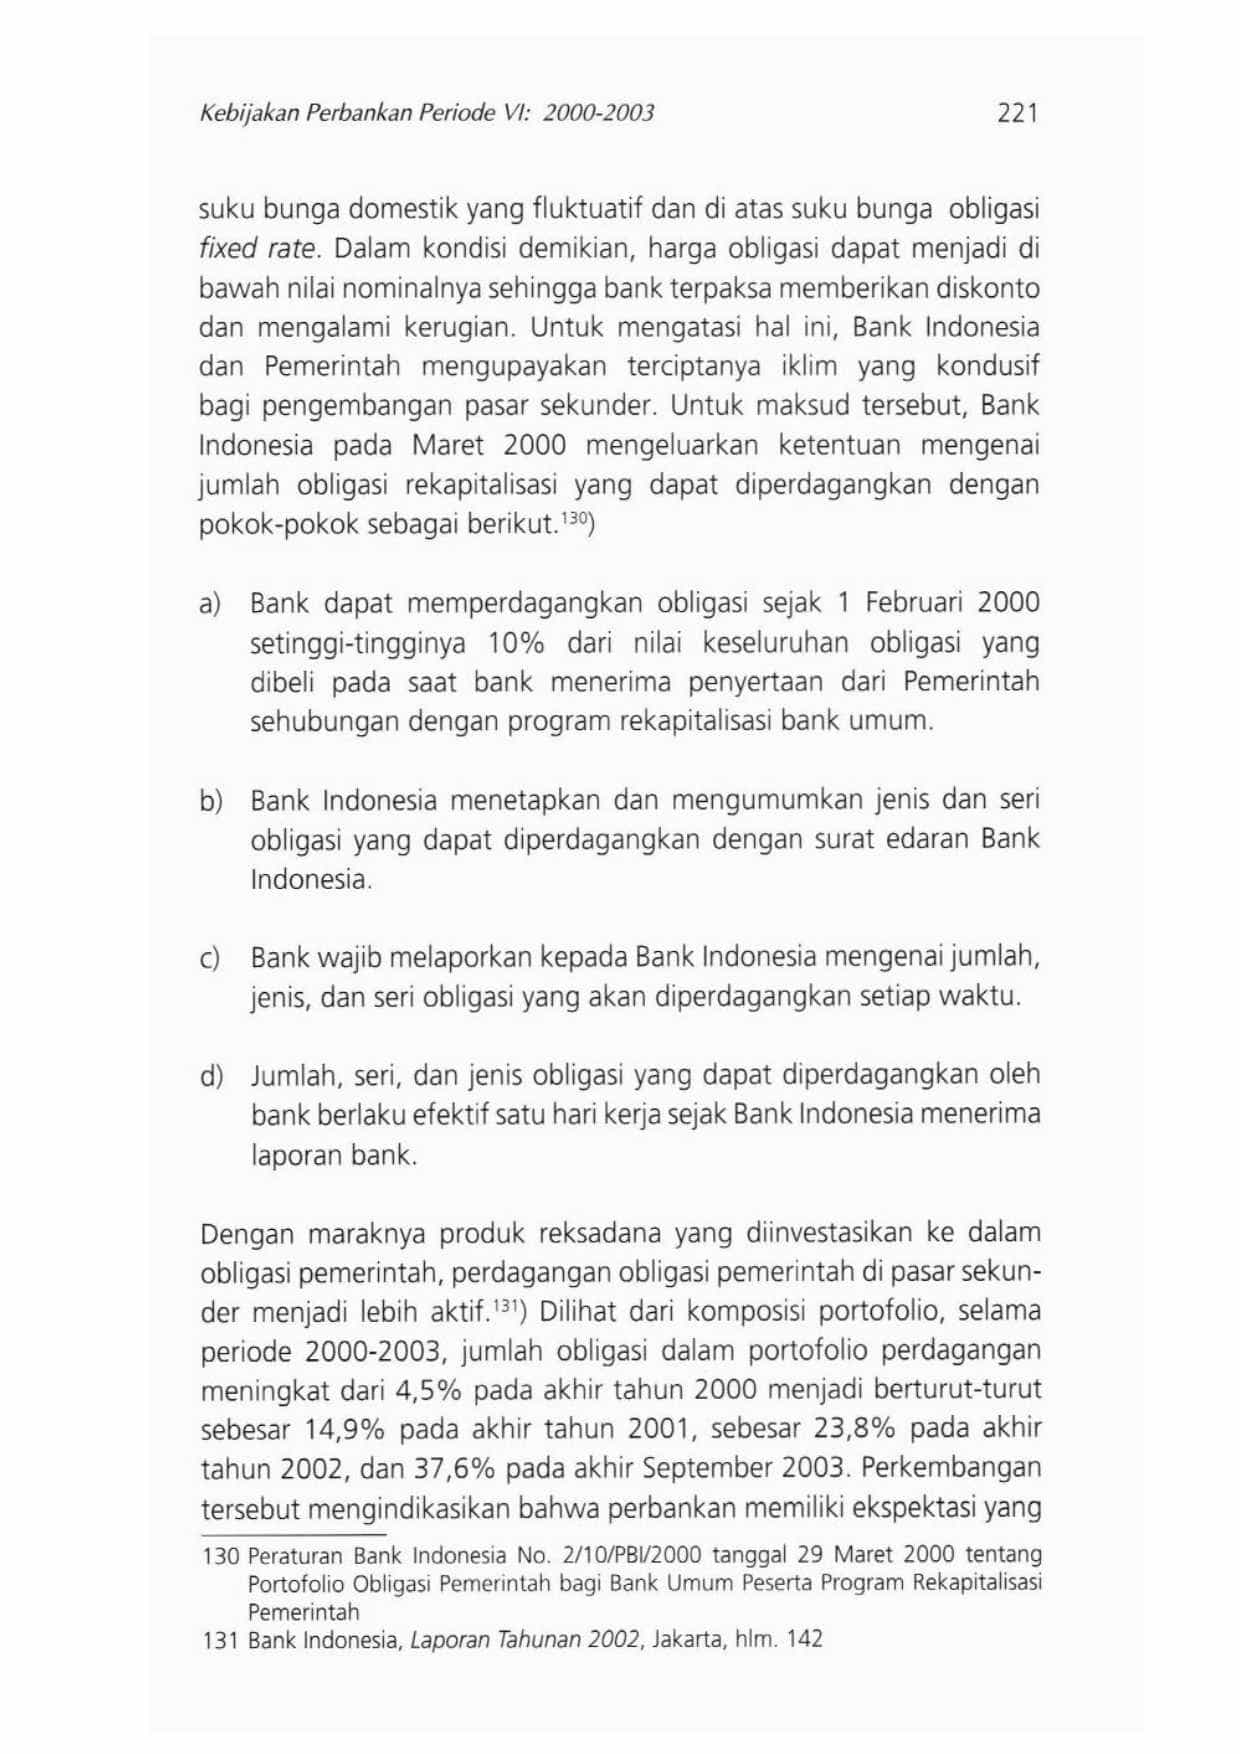 Kebijakan Perbankan Periode VI: 2000-2003 221
suku bunga domestik yang fluktuatif dan di atas suku bunga obligasi
fixed rate. Dalam kondisi demikian, harga obligasi dapat menjadi di
bawah nilai nominalnya sehingga bank terpaksa memberikan diskonto
dan mengalami kerugian. Untuk mengatasi hal ini, Bank Indonesia
dan Pemerintah mengupayakan terciptanya iklim yang kondusif
bagi pengembangan pasar sekunder. Untuk maksud tersebut, Bank
Indonesia pada Maret 2000 mengeluarkan ketentuan mengenai
jumlah obligasi rekapitalisasi yang dapat diperdagangkan dengan
pokok-pokok sebagai berikut.¹³⁰)
a) Bank dapat memperdagangkan obligasi sejak 1 Februari 2000
setinggi-tingginya 10% dari nilai keseluruhan obligasi yang
dibeli pada saat bank menerima penyertaan dari Pemerintah
sehubungan dengan program rekapitalisasi bank umum.
b) Bank Indonesia menetapkan dan mengumumkan jenis dan seri
obligasi yang dapat diperdagangkan dengan surat edaran Bank
Indonesia.
c) Bank wajib melaporkan kepada Bank Indonesia mengenai jumlah,
jenis, dan seri obligasi yang akan diperdagangkan setiap waktu.
d) Jumlah, seri, dan jenis obligasi yang dapat diperdagangkan oleh
bank berlaku efektif satu hari kerja sejak Bank Indonesia menerima
laporan bank.
Dengan maraknya produk reksadana yang diinvestasikan ke dalam
obligasi pemerintah, perdagangan obligasi pemerintah di pasar sekun-
der menjadi lebih aktif.¹³¹) Dilihat dari komposisi portofolio, selama
periode 2000-2003, jumlah obligasi dalam portofolio perdagangan
meningkat dari 4,5% pada akhir tahun 2000 menjadi berturut-turut
sebesar 14,9% pada akhir tahun 2001, sebesar 23,8% pada akhir
tahun 2002, dan 37,6% pada akhir September 2003. Perkembangan
tersebut mengindikasikan bahwa perbankan memiliki ekspektasi yang
130 Peraturan Bank Indonesia No. 2/10/PBI/2000 tanggal 29 Maret 2000 tentang
Portofolio Obligasi Pemerintah bagi Bank Umum Peserta Program Rekapitalisasi
Pemerintah
131 Bank Indonesia, Laporan Tahunan 2002, Jakarta, hlm. 142